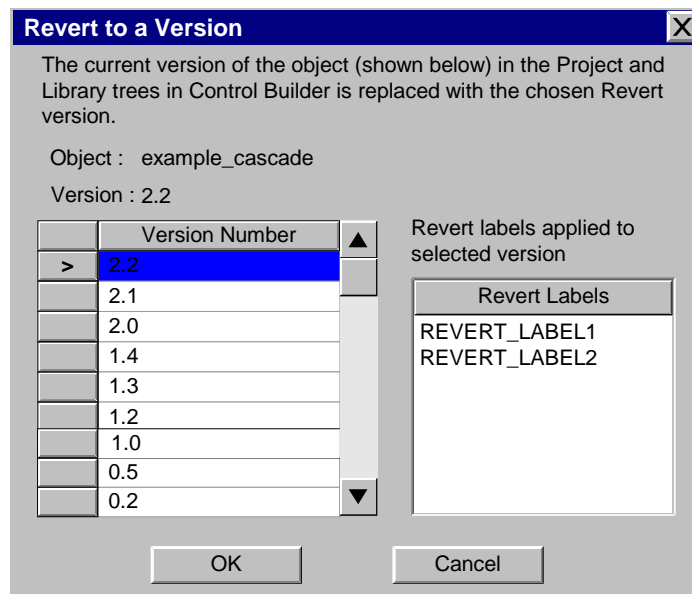 Revert to a Version
X
The current version of the object (shown below) in the Project and
Library trees in Control Builder is replaced with the chosen Revert
version.
Object : example_cascade
Version : 2.2
Version Number
> 2.2
2.1
2.0
1.4
1.3
1.2
1.0
0.5
0.2
Revert labels applied to
selected version
Revert Labels
REVERT_LABEL1
REVERT_LABEL2
OK
Cancel